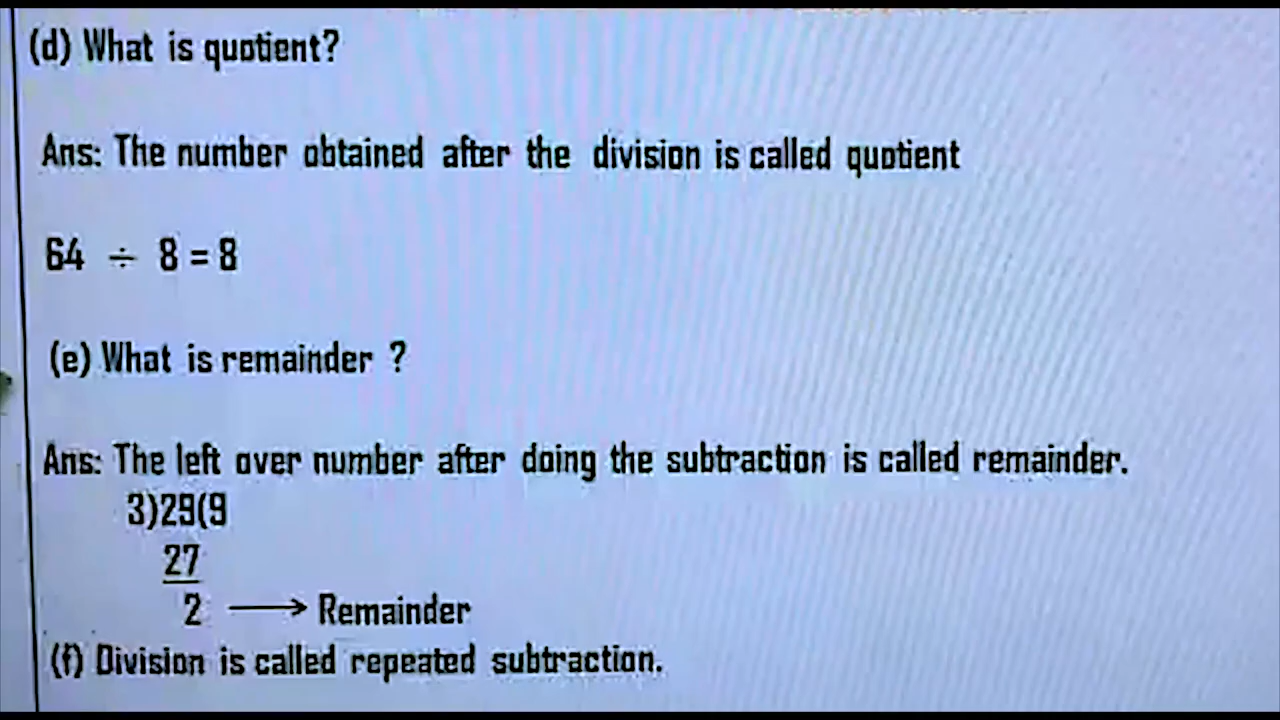 (d) What is quotient?
Ans: The number obtained after the division is called quotient
64 ÷ 8 = 8
(e) What is remainder ?
Ans: The left over number after doing the subtraction is called remainder.
3)29(9
27
2 ⟶ Remainder
(f) Division is called repeated subtraction.